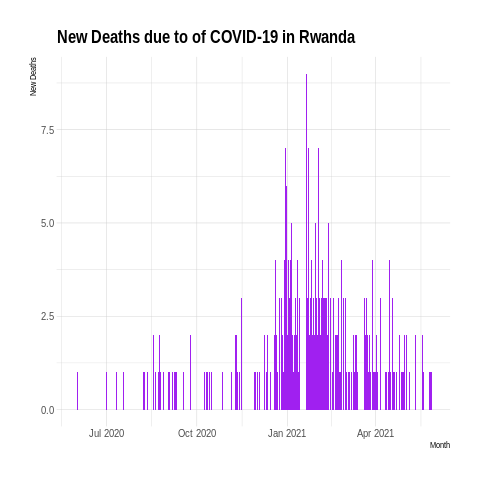 New Deaths due to of COVID-19 in Rwanda
New Deaths
7.5
5.0
2.5
0.0
Jul 2020 Oct 2020 Jan 2021 Apr 2021
Month